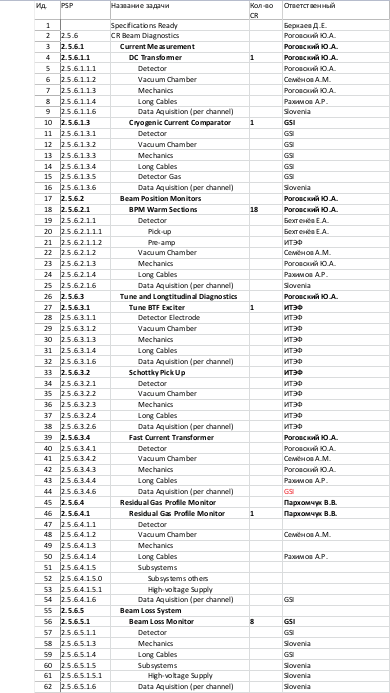 Ид. PSP Название задачи Кол-во CR Ответственный
1 Specifications Ready Беркаев Д.Е.
2 2.5.6 CR Beam Diagnostics Роговский Ю.А.
3 2.5.6.1 Current Measurement Роговский Ю.А.
4 2.5.6.1.1 DC Transformer 1 Роговский Ю.А.
5 2.5.6.1.1.1 Detector Роговский Ю.А.
6 2.5.6.1.1.2 Vacuum Chamber Семёнов А.М.
7 2.5.6.1.1.3 Mechanics Роговский Ю.А.
8 2.5.6.1.1.4 Long Cables Рахимов А.Р.
9 2.5.6.1.1.6 Data Aquisition (per channel) Slovenia
10 2.5.6.1.3 Cryogenic Current Comparator 1 GSI
11 2.5.6.1.3.1 Detector GSI
12 2.5.6.1.3.2 Vacuum Chamber GSI
13 2.5.6.1.3.3 Mechanics GSI
14 2.5.6.1.3.4 Long Cables GSI
15 2.5.6.1.3.5 Detector Gas GSI
16 2.5.6.1.3.6 Data Aquisition (per channel) Slovenia
17 2.5.6.2 Beam Position Monitors Роговский Ю.А.
18 2.5.6.2.1 BPM Warm Sections 18 Роговский Ю.А.
19 2.5.6.2.1.1 Detector Бехтенёв Е.А.
20 2.5.6.2.1.1.1 Pick-up Бехтенёв Е.А.
21 2.5.6.2.1.1.2 Pre-amp ИТЭФ
22 2.5.6.2.1.2 Vacuum Chamber Семёнов А.М.
23 2.5.6.2.1.3 Mechanics Роговский Ю.А.
24 2.5.6.2.1.4 Long Cables Рахимов А.Р.
25 2.5.6.2.1.6 Data Aquisition (per channel) Slovenia
26 2.5.6.3 Tune and Longtitudinal Diagnostics Роговский Ю.А.
27 2.5.6.3.1 Tune BTF Exciter 1 ИТЭФ
28 2.5.6.3.1.1 Detector Electrode ИТЭФ
29 2.5.6.3.1.2 Vacuum Chamber ИТЭФ
30 2.5.6.3.1.3 Mechanics ИТЭФ
31 2.5.6.3.1.4 Long Cables ИТЭФ
32 2.5.6.3.1.6 Data Aquisition (per channel) ИТЭФ
33 2.5.6.3.2 Schottky Pick Up ИТЭФ
34 2.5.6.3.2.1 Detector ИТЭФ
35 2.5.6.3.2.2 Vacuum Chamber ИТЭФ
36 2.5.6.3.2.3 Mechanics ИТЭФ
37 2.5.6.3.2.4 Long Cables ИТЭФ
38 2.5.6.3.2.6 Data Aquisition (per channel) ИТЭФ
39 2.5.6.3.4 Fast Current Transformer Роговский Ю.А.
40 2.5.6.3.4.1 Detector Роговский Ю.А.
41 2.5.6.3.4.2 Vacuum Chamber Семёнов А.М.
42 2.5.6.3.4.3 Mechanics Роговский Ю.А.
43 2.5.6.3.4.4 Long Cables Рахимов А.Р.
44 2.5.6.3.4.6 Data Aquisition (per channel) GSI
45 2.5.6.4 Residual Gas Profile Monitor Пархомчук В.В.
46 2.5.6.4.1 Residual Gas Profile Monitor 1 Пархомчук В.В.
47 2.5.6.4.1.1 Detector
48 2.5.6.4.1.2 Vacuum Chamber Семёнов А.М.
49 2.5.6.4.1.3 Mechanics
50 2.5.6.4.1.4 Long Cables Рахимов А.Р.
51 2.5.6.4.1.5 Subsystems
52 2.5.6.4.1.5.0 Subsystems others
53 2.5.6.4.1.5.1 High-voltage Supply
54 2.5.6.4.1.6 Data Aquisition (per channel) GSI
55 2.5.6.5 Beam Loss System
56 2.5.6.5.1 Beam Loss Monitor 8 GSI
57 2.5.6.5.1.1 Detector GSI
58 2.5.6.5.1.3 Mechanics Slovenia
59 2.5.6.5.1.4 Long Cables GSI
60 2.5.6.5.1.5 Subsystems Slovenia
61 2.5.6.5.1.5.1 High-voltage Supply Slovenia
62 2.5.6.5.1.6 Data Aquisition (per channel) Slovenia